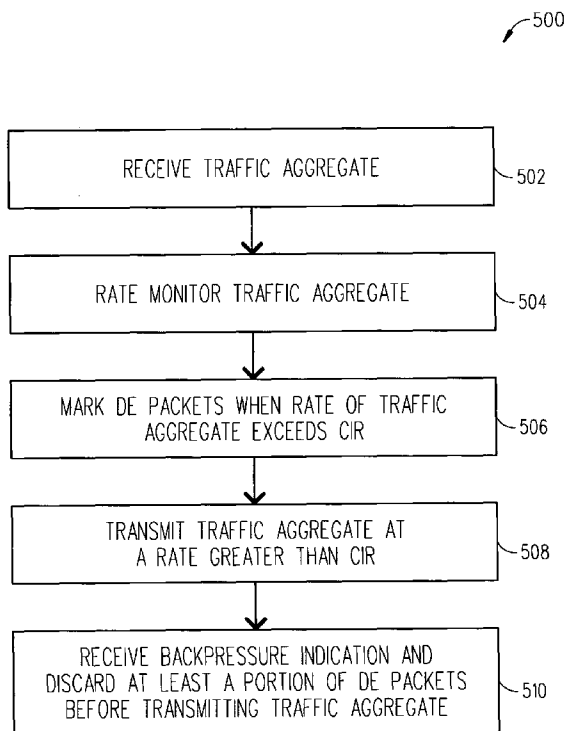 500
RECEIVE TRAFFIC AGGREGATE
502
RATE MONITOR TRAFFIC AGGREGATE
504
MARK DE PACKETS WHEN RATE OF TRAFFIC
AGGREGATE EXCEEDS CIR
506
TRANSMIT TRAFFIC AGGREGATE AT
A RATE GREATER THAN CIR
508
RECEIVE BACKPRESSURE INDICATION AND
DISCARD AT LEAST A PORTION OF DE PACKETS
BEFORE TRANSMITTING TRAFFIC AGGREGATE
510